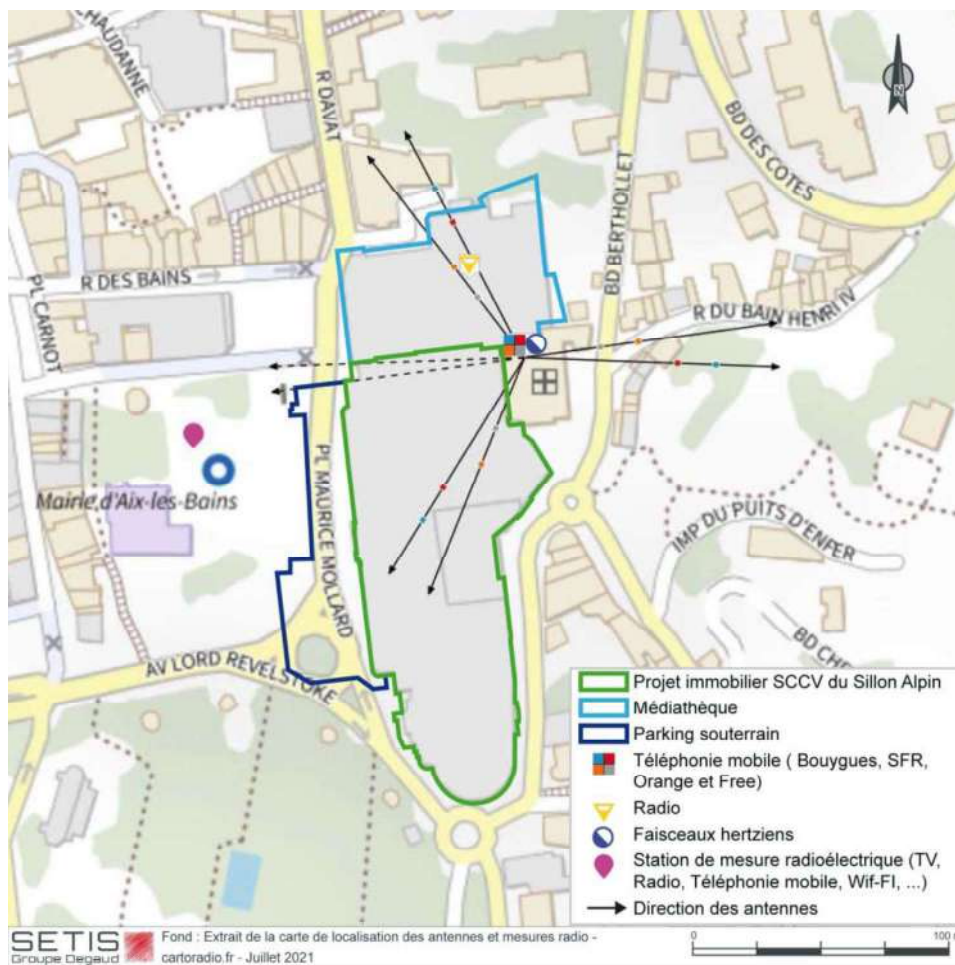 CHAUDANNE
R DAVAT
BD BERTHOLLET
BD DES COTES
R DES BAINS
PL CARNOT
R DU BAIN HENRI IV
N
PL MAURICE MOLLARD
Mairie d'Aix-les-Bains
IMP DU PUITS D'ENFER
BD CHE
AV LORD REVELSTOKE
Projet immobilier SCCV du Sillon Alpin
Médiathèque
Parking souterrain
Téléphonie mobile ( Bouygues, SFR,
Orange et Free)
Radio
Faisceaux hertziens
Station de mesure radioélectrique (TV,
Radio, Téléphonie mobile, Wif-FI, ...)
Direction des antennes
SETIS
Groupe Degaud
Fond : Extrait de la carte de localisation des antennes et mesures radio -
cartoradio.fr - Juillet 2021
0 100